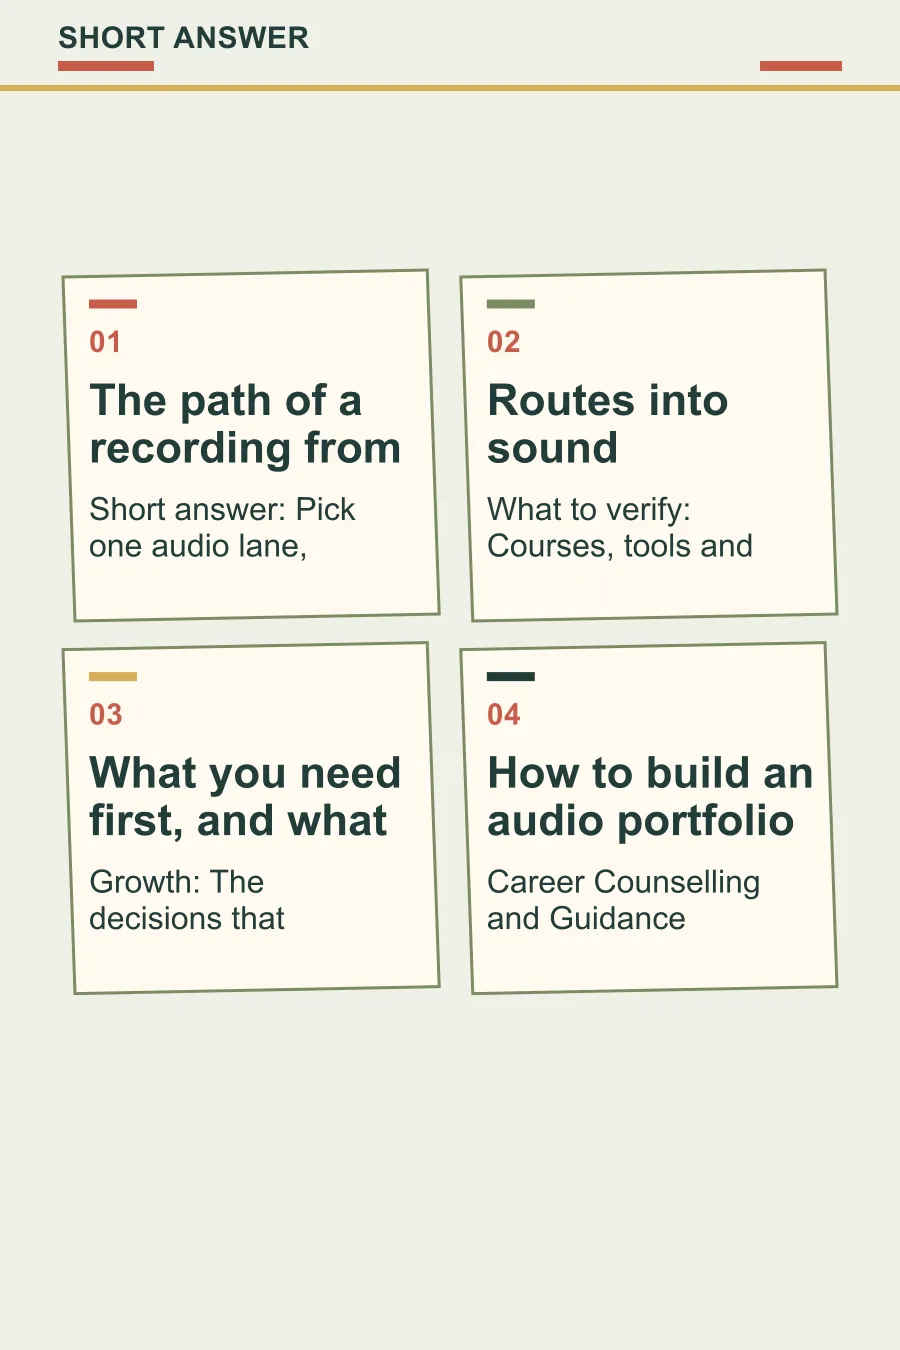 SHORT ANSWER
01
The path of a
recording from
Short answer: Pick
one audio lane,
02
Routes into
sound
What to verify:
Courses, tools and
03
What you need
first, and what
Growth: The
decisions that
04
How to build an
audio portfolio
Career Counselling
and Guidance